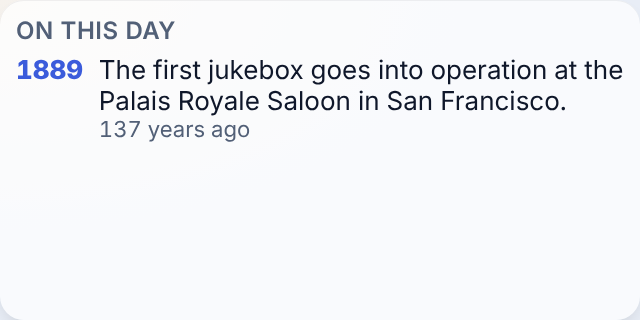 ON THIS DAY
1889 The first jukebox goes into operation at the
Palais Royale Saloon in San Francisco.
137 years ago